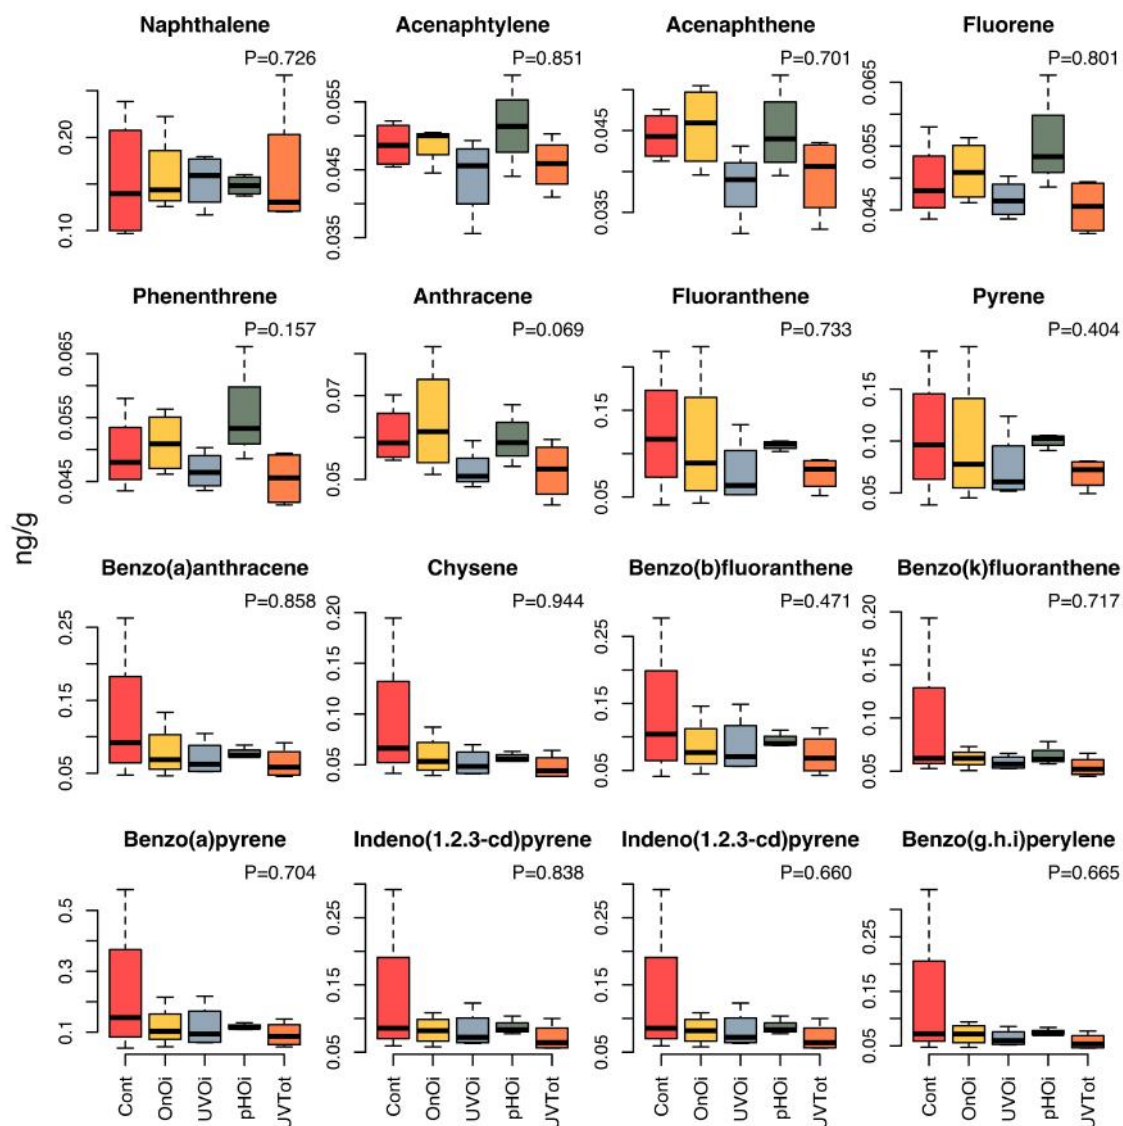 ng/g
Naphthalene
P=0.726
0.20
0.10
Acenaphtylene
P=0.851
0.055
0.045
0.035
Acenaphthene
P=0.701
0.045
0.035
Fluorene
P=0.801
0.065
0.055
0.045
Phenenthrene
P=0.157
0.065
0.055
0.045
Anthracene
P=0.069
0.07
0.05
Fluoranthene
P=0.733
0.15
0.05
Pyrene
P=0.404
0.15
0.10
0.05
Benzo(a)anthracene
P=0.858
0.25
0.15
0.05
Chysene
P=0.944
0.20
0.15
0.10
0.05
Benzo(b)fluoranthene
P=0.471
0.25
0.15
0.05
Benzo(k)fluoranthene
P=0.717
0.20
0.15
0.10
0.05
Benzo(a)pyrene
P=0.704
0.5
0.3
0.1
Cont
OnOi
UVOi
pHOi
UVTot
Indeno(1.2.3-cd)pyrene
P=0.838
0.25
0.15
0.05
Cont
OnOi
UVOi
pHOi
UVTot
Indeno(1.2.3-cd)pyrene
P=0.660
0.25
0.15
0.05
Cont
OnOi
UVOi
pHOi
UVTot
Benzo(g.h.i)perylene
P=0.665
0.25
0.15
0.05
Cont
OnOi
UVOi
pHOi
UVTot